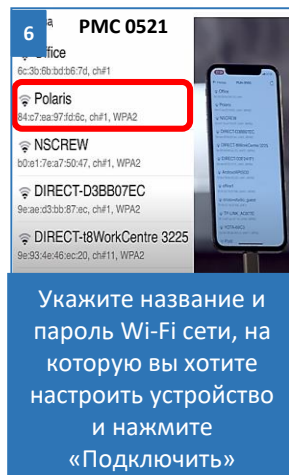 6
PMC 0521
Office
6c:3b:6b:bd:b6:7d, ch#1
Polaris
84:c7:ea:97:fd:6c, ch#1, WPA2
NSCREW
b0:e1:7e:a7:50:47, ch#1, WPA2
DIRECT-D3BB07EC
9e:ae:d3:bb:87:ec, ch#1, WPA2
DIRECT-t8WorkCentre 3225
9e:93:4e:46:ec:20, ch#11, WPA2
Укажите название и
пароль Wi-Fi сети, на
которую вы хотите
настроить устройство
и нажмите
«Подключить»